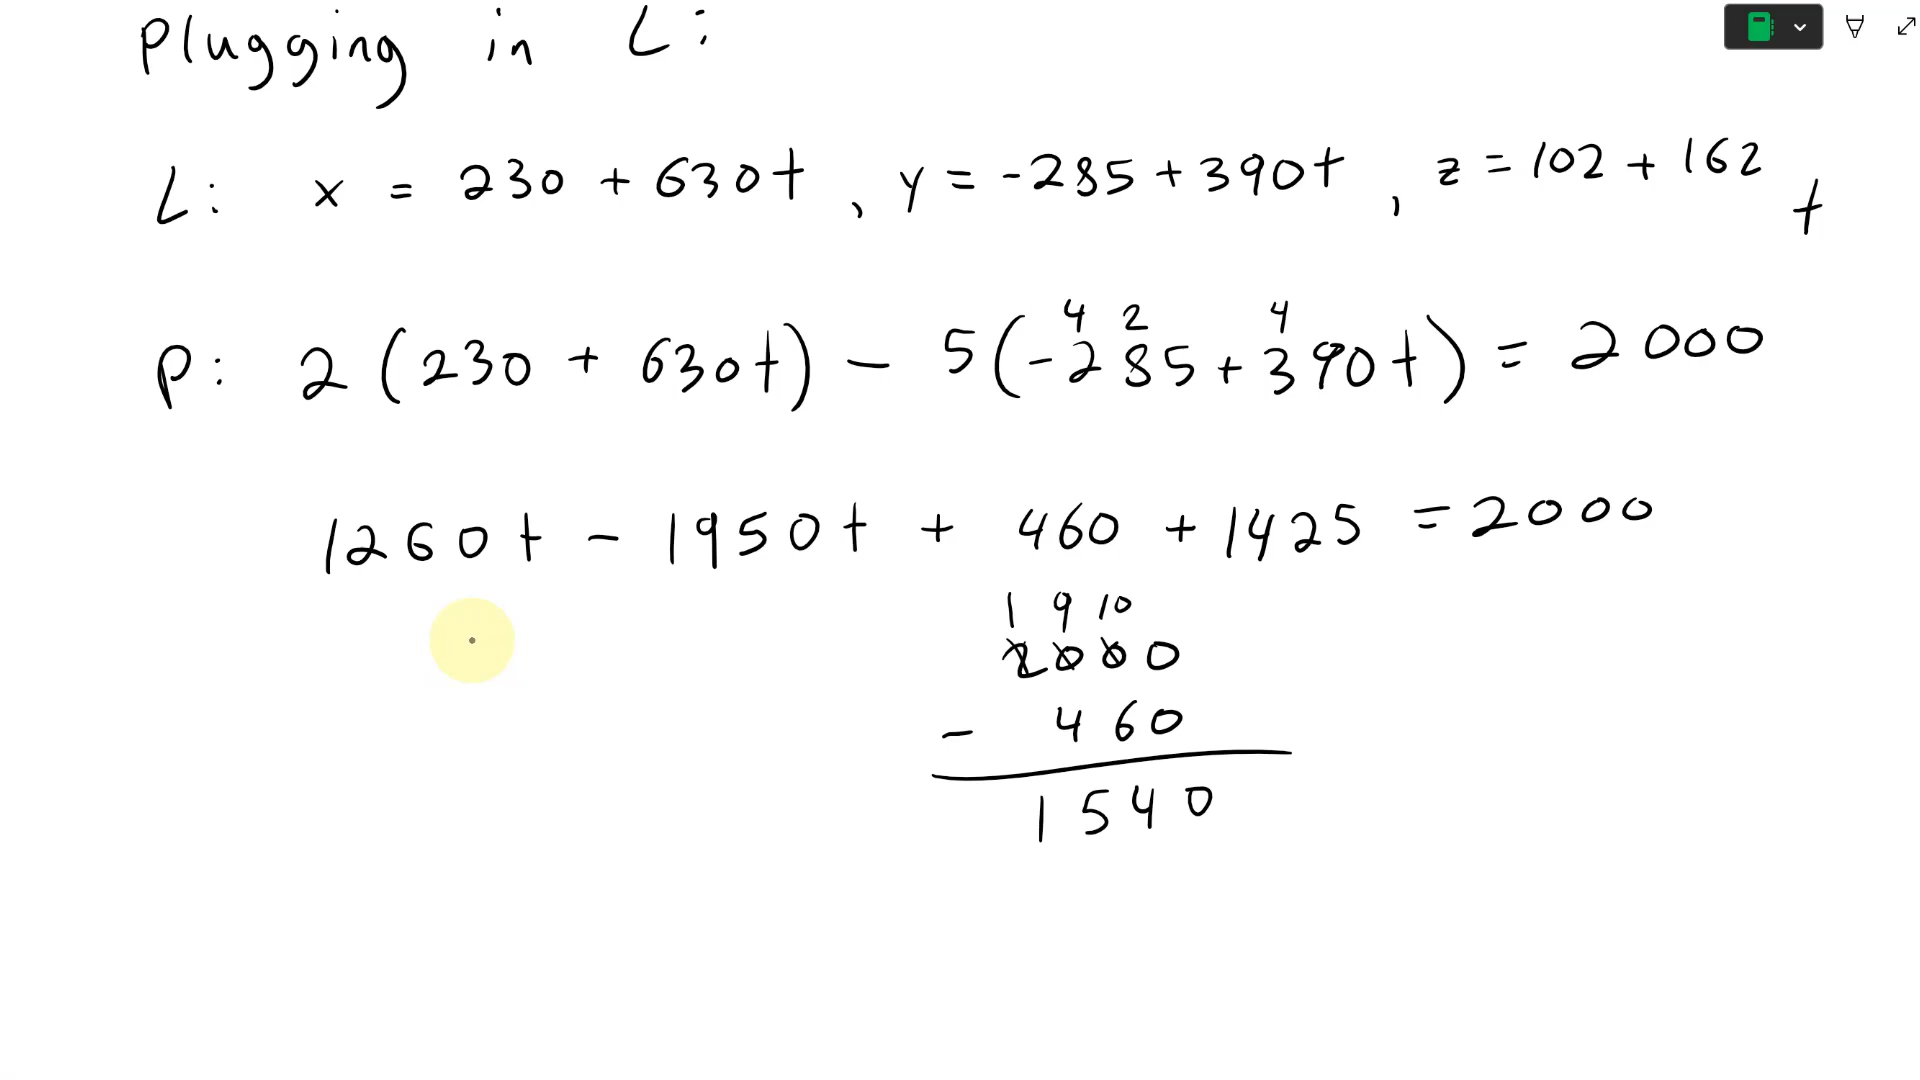 Plugging in L:
L: x = 230 + 630t , y = -285 + 390t , z = 102 + 162 t
4 2 4
P: 2 (230 + 630t) - 5(-285 + 390t) = 2000
1260t - 1950t + 460 + 1425 = 2000
1 9 10
2000
- 460
1540